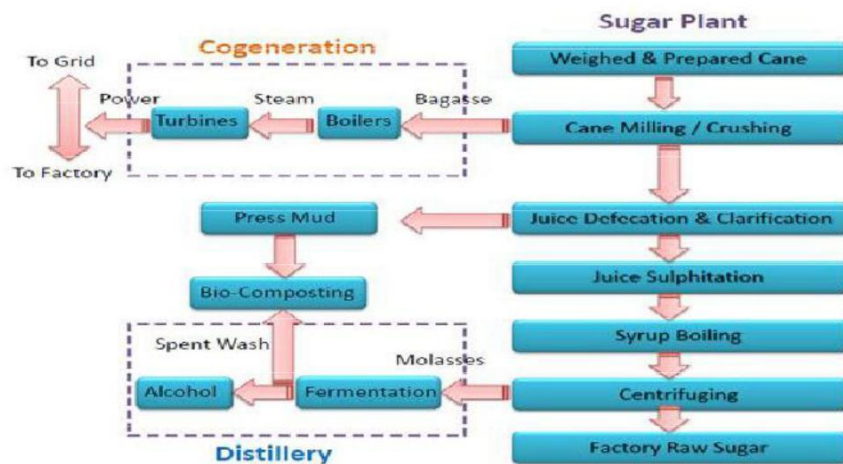 Sugar Plant
Cogeneration
Weighed & Prepared Cane
To Grid
Power
Steam
Bagasse
Turbines
Boilers
Cane Milling / Crushing
To Factory
Press Mud
Juice Defecation & Clarification
Bio-Composting
Juice Sulphitation
Spent Wash
Syrup Boiling
Molasses
Alcohol
Fermentation
Centrifuging
Distillery
Factory Raw Sugar